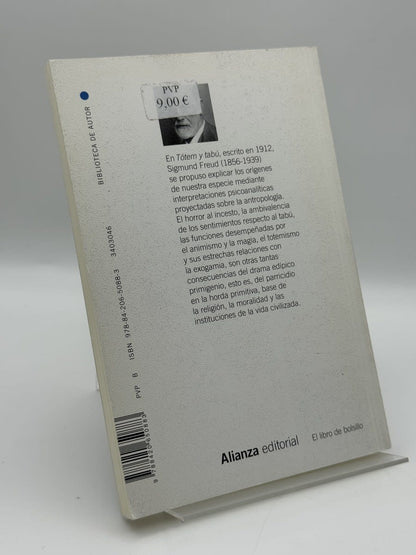 PVP
9,00 €
En Tótem y tabú, escrito en 1912,
Sigmund Freud (1856-1939)
se propuso explicar los orígenes
de nuestra especie mediante
interpretaciones psicoanalíticas
proyectadas sobre la antropología.
El horror al incesto, la ambivalencia
de los sentimientos respecto al tabú,
las funciones desempeñadas por
el animismo y la magia, el totemismo
y sus estrechas relaciones con
la exogamia, son otras tantas
consecuencias del drama edípico
primigenio, esto es, del parricidio
en la horda primitiva, base de
la religión, la moralidad y las
instituciones de la vida civilizada.
BIBLIOTECA DE AUTOR
PVP B ISBN 978-84-206-5088-3 3403046
9 788420 650883
Alianza editorial El libro de bolsillo